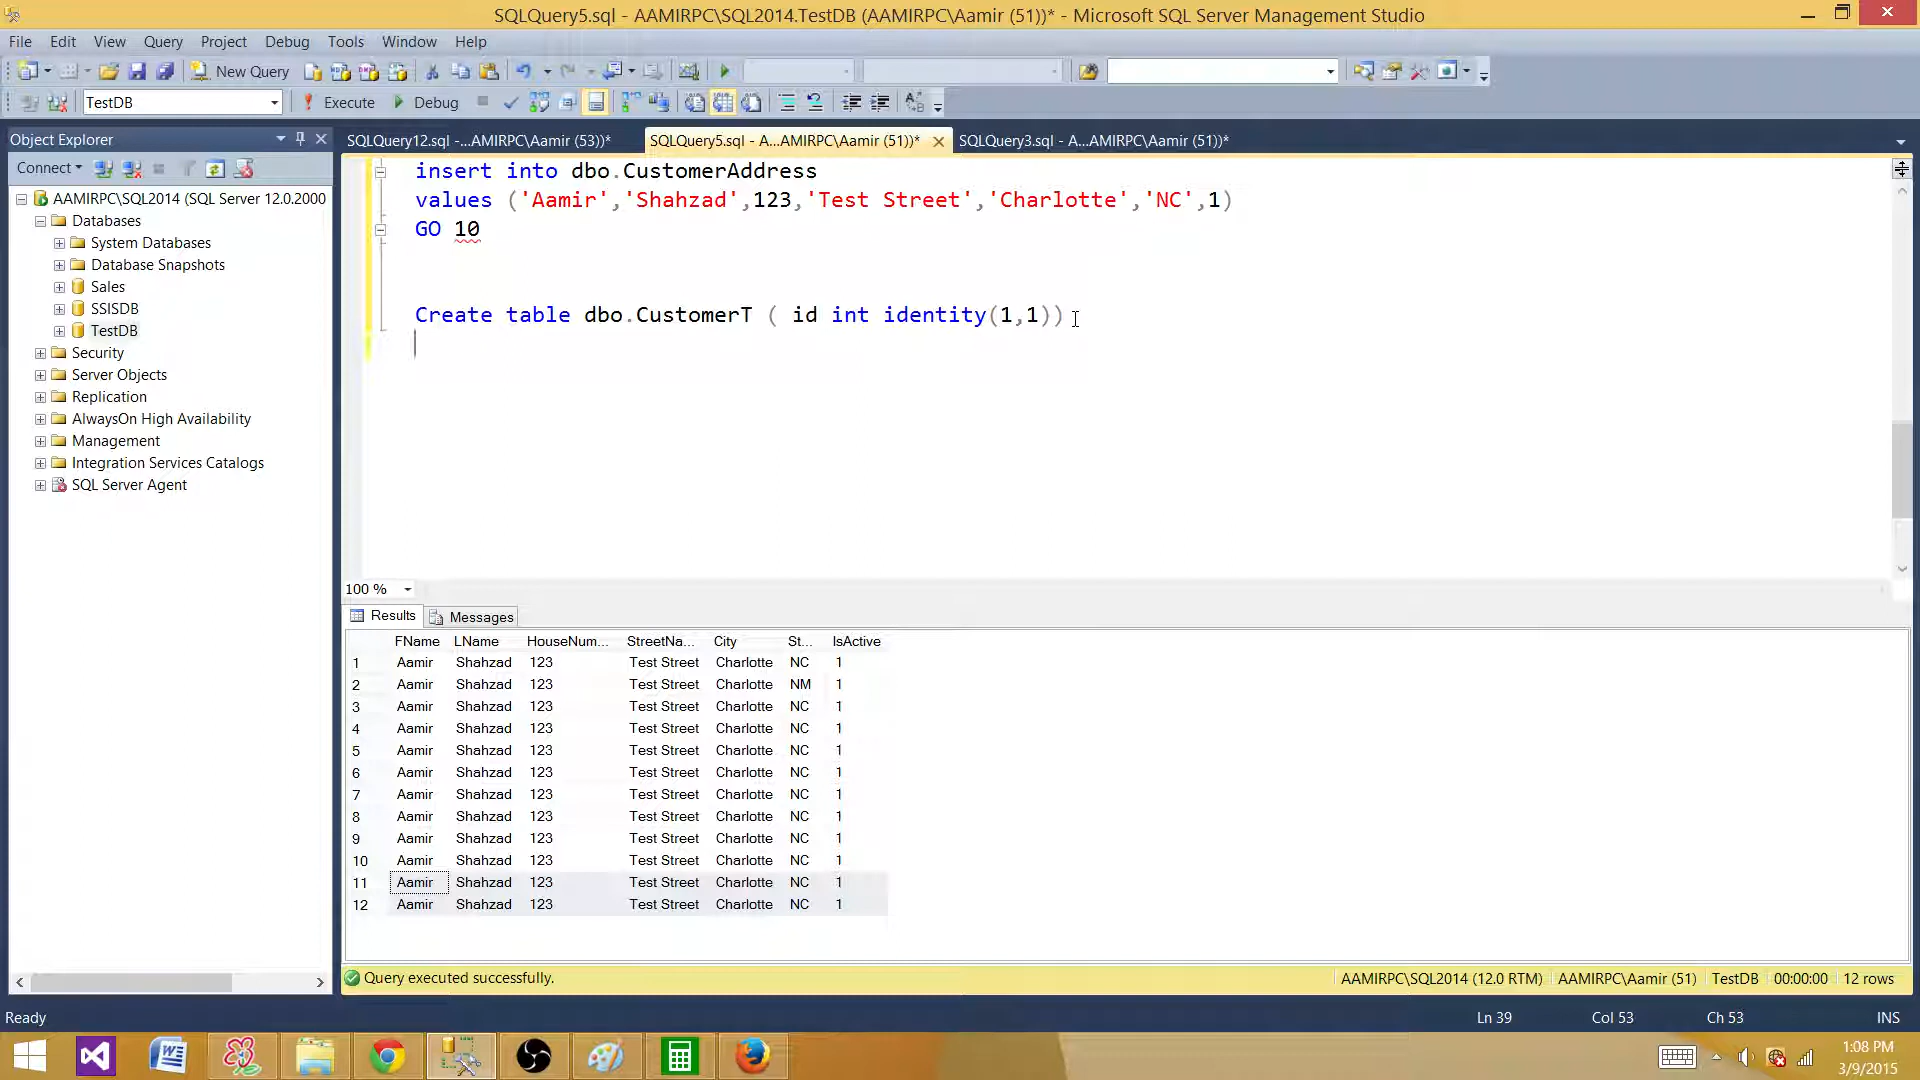 SQLQuery5.sql - AAMIRPC\SQL2014.TestDB (AAMIRPC\Aamir (51))* - Microsoft SQL Server Management Studio
File Edit View Query Project Debug Tools Window Help
New Query
TestDB Execute Debug
Object Explorer
SQLQuery12.sql -...AMIRPC\Aamir (53))* SQLQuery5.sql - A...AMIRPC\Aamir (51))* SQLQuery3.sql - A...AMIRPC\Aamir (51))*
Connect
AAMIRPC\SQL2014 (SQL Server 12.0.2000
Databases
System Databases
Database Snapshots
Sales
SSISDB
TestDB
Security
Server Objects
Replication
AlwaysOn High Availability
Management
Integration Services Catalogs
SQL Server Agent
insert into dbo.CustomerAddress
values ('Aamir','Shahzad',123,'Test Street','Charlotte','NC',1)
GO 10
Create table dbo.CustomerT ( id int identity(1,1))
100 %
Results Messages
FName LName HouseNum... StreetNa... City St... IsActive
1 Aamir Shahzad 123 Test Street Charlotte NC 1
2 Aamir Shahzad 123 Test Street Charlotte NM 1
3 Aamir Shahzad 123 Test Street Charlotte NC 1
4 Aamir Shahzad 123 Test Street Charlotte NC 1
5 Aamir Shahzad 123 Test Street Charlotte NC 1
6 Aamir Shahzad 123 Test Street Charlotte NC 1
7 Aamir Shahzad 123 Test Street Charlotte NC 1
8 Aamir Shahzad 123 Test Street Charlotte NC 1
9 Aamir Shahzad 123 Test Street Charlotte NC 1
10 Aamir Shahzad 123 Test Street Charlotte NC 1
11 Aamir Shahzad 123 Test Street Charlotte NC 1
12 Aamir Shahzad 123 Test Street Charlotte NC 1
Query executed successfully. AAMIRPC\SQL2014 (12.0 RTM) AAMIRPC\Aamir (51) TestDB 00:00:00 12 rows
Ready Ln 39 Col 53 Ch 53 INS
1:08 PM
3/9/2015